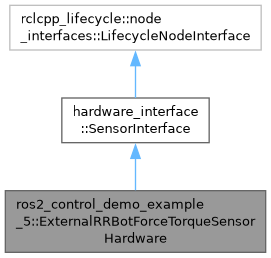 rclcpp_lifecycle::node
_interfaces::LifecycleNodeInterface
hardware_interface
::SensorInterface
ros2_control_demo_example
_5::ExternalRRBotForceTorqueSensor
Hardware